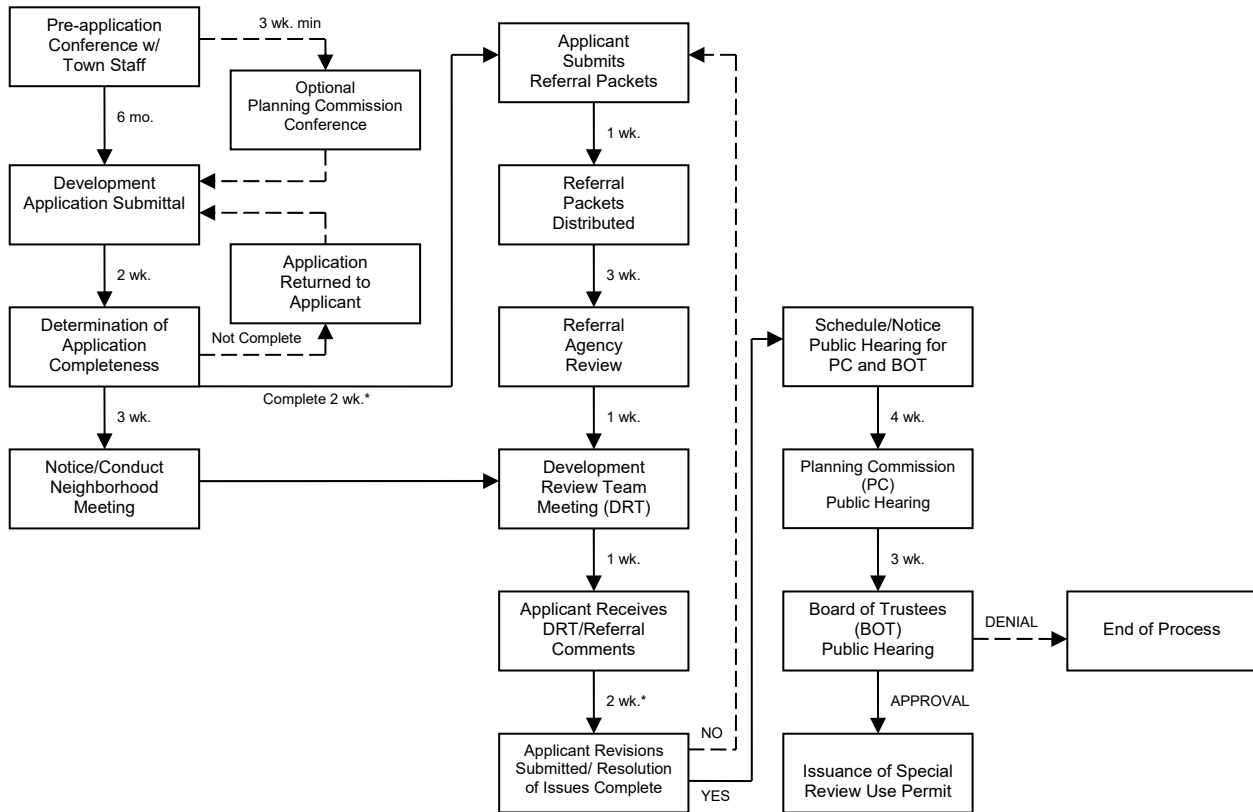 Pre-application
Conference w/
Town Staff
3 wk. min
Optional
Planning Commission
Conference
6 mo.
Development
Application Submittal
Application
Returned to
Applicant
2 wk.
Determination of
Application
Completeness
Not Complete
Complete 2 wk.*
3 wk.
Notice/Conduct
Neighborhood
Meeting
Applicant
Submits
Referral Packets
1 wk.
Referral
Packets
Distributed
3 wk.
Referral
Agency
Review
1 wk.
Development
Review Team
Meeting (DRT)
1 wk.
Applicant Receives
DRT/Referral
Comments
2 wk.*
Applicant Revisions
Submitted/ Resolution
of Issues Complete
NO
YES
Schedule/Notice
Public Hearing for
PC and BOT
4 wk.
Planning Commission
(PC)
Public Hearing
3 wk.
Board of Trustees
(BOT)
Public Hearing
DENIAL
End of Process
APPROVAL
Issuance of Special
Review Use Permit